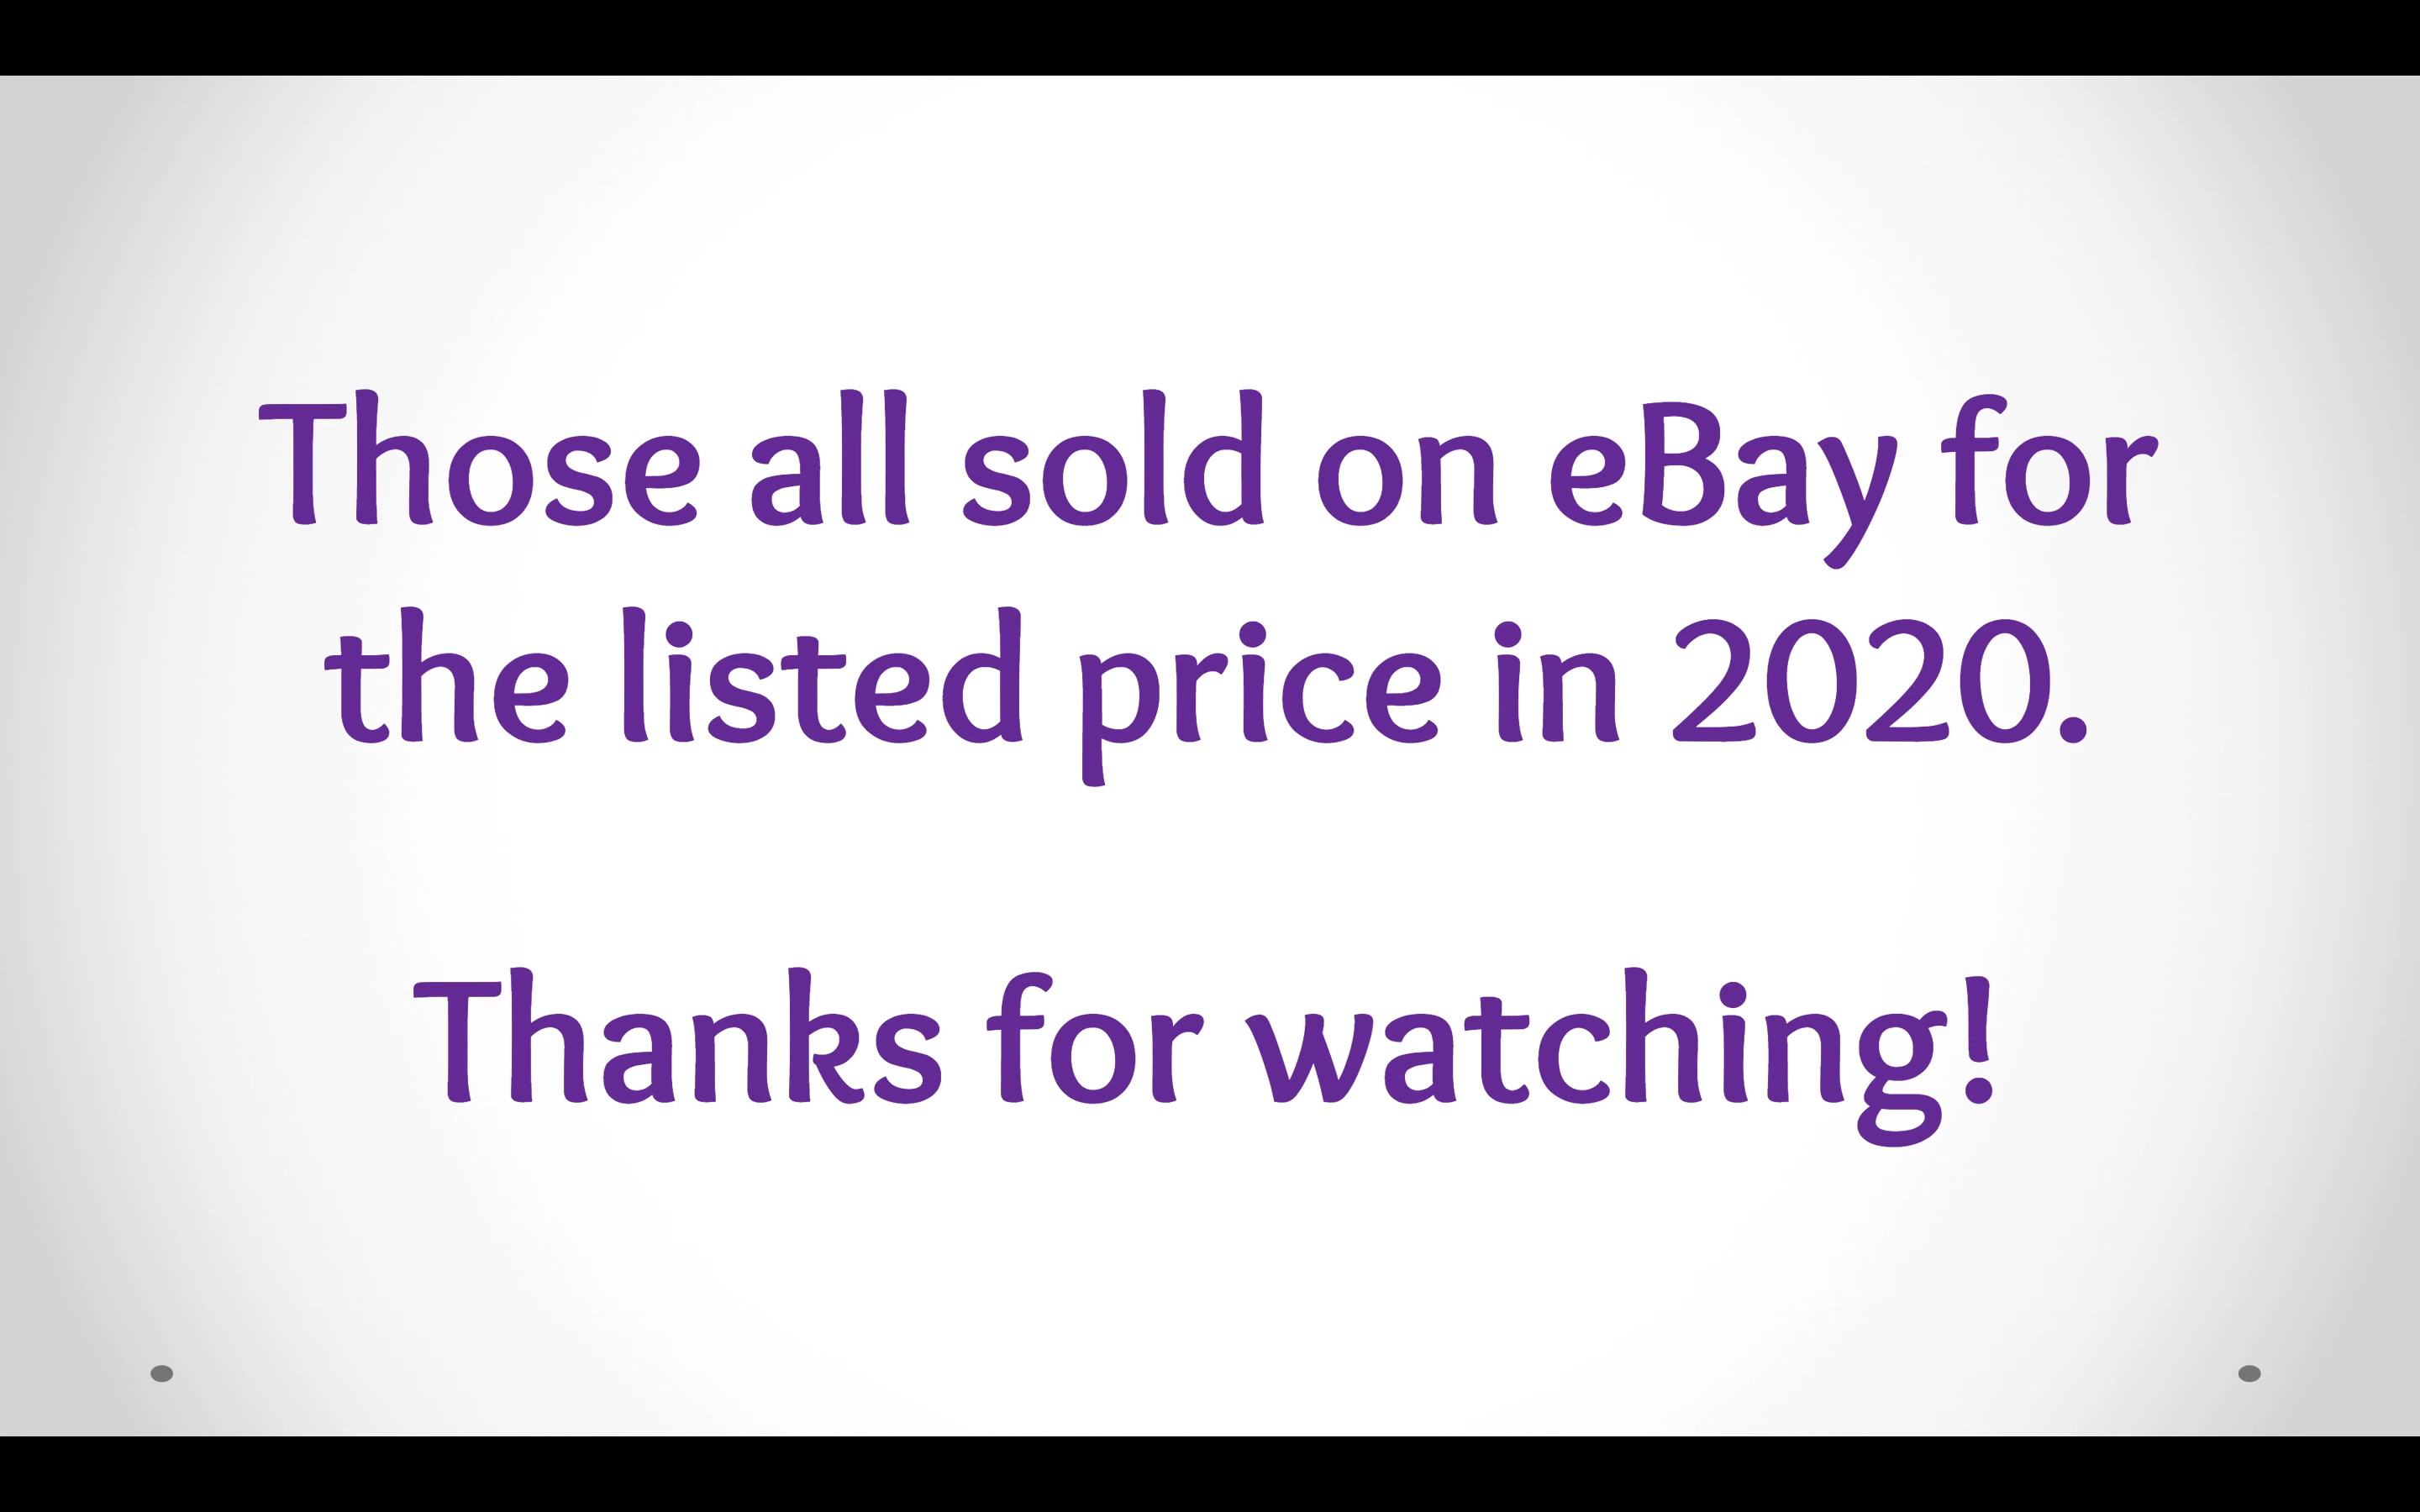 Those all sold on eBay for
the listed price in 2020.
Thanks for watching!